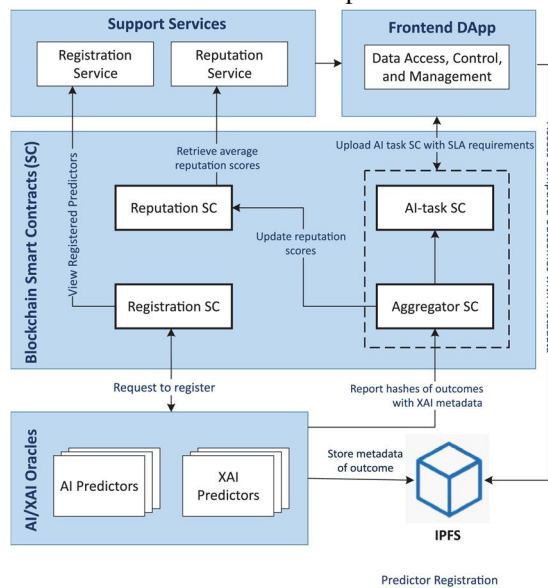 Support Services
Frontend DApp
Registration
Service
Reputation
Service
Data Access, Control,
and Management
Blockchain Smart Contracts (SC)
View Registered Predictors
Retrieve average
reputation scores
Upload AI task SC with SLA requirements
Reputation SC
AI-task SC
Update reputation
scores
Registration SC
Aggregator SC
Request to register
Report hashes of outcomes
with XAI metadata
AI/XAI Oracles
AI Predictors
XAI
Predictors
Store metadata
of outcome
IPFS
Predictor Registration